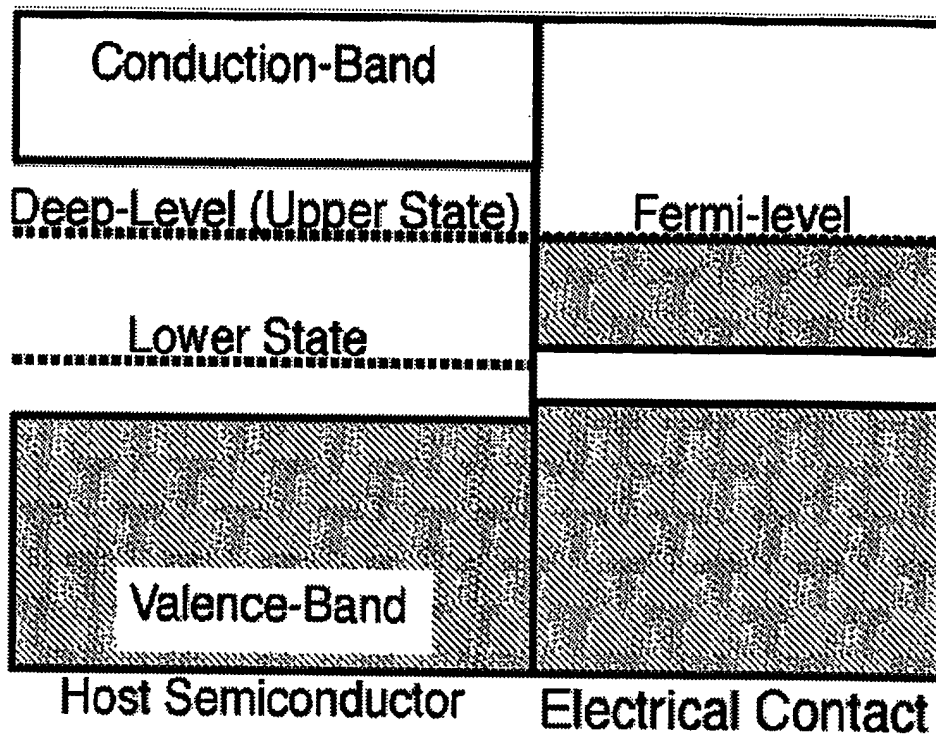 Conduction-Band
Deep-Level (Upper State)
Fermi-level
Lower State
Valence-Band
Host Semiconductor
Electrical Contact